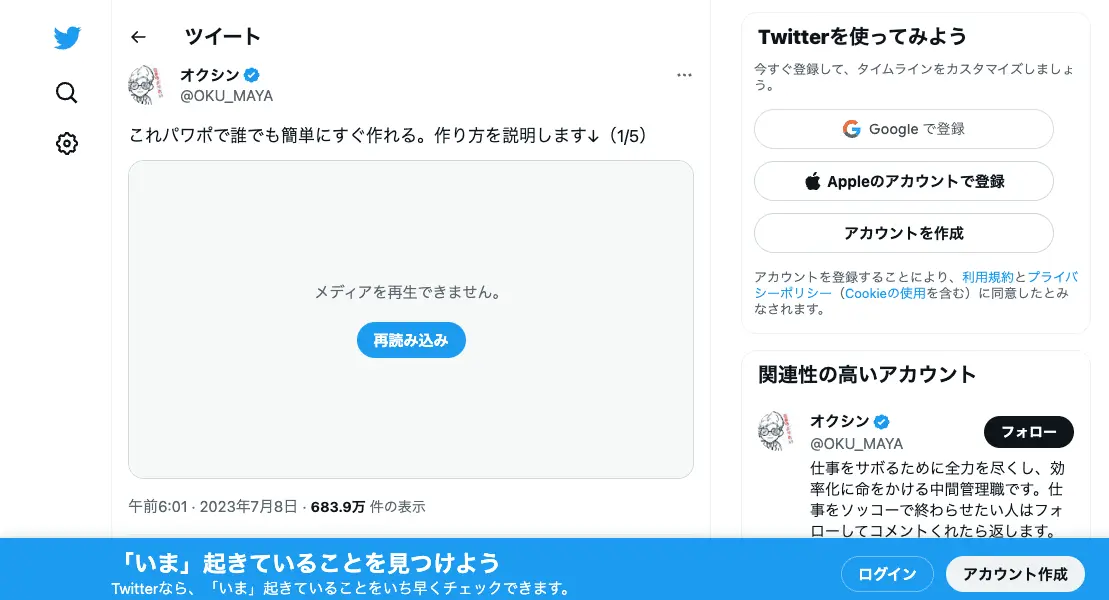 ツイート
オクシン
@OKU_MAYA
これパワポで誰でも簡単にすぐ作れる。作り方を説明します↓（1/5）
メディアを再生できません。
再読み込み
午前6:01 · 2023年7月8日 · 683.9万 件の表示
Twitterを使ってみよう
今すぐ登録して、タイムラインをカスタマイズしましょ
う。
Google で登録
Appleのアカウントで登録
アカウントを作成
アカウントを登録することにより、利用規約とプライバ
シーポリシー（Cookieの使用を含む）に同意したとみ
なされます。
関連性の高いアカウント
オクシン
@OKU_MAYA
フォロー
仕事をサボるために全力を尽くし、効
率化に命をかける中間管理職です。仕
事をソッコーで終わらせたい人はフォ
ローしてコメントくれたら返します。
「いま」起きていることを見つけよう
Twitterなら、「いま」起きていることをいち早くチェックできます。
ログイン
アカウント作成